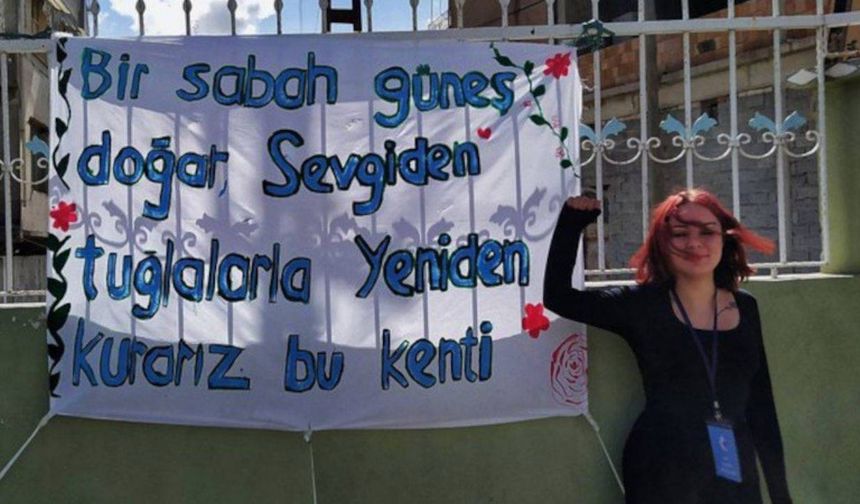 Bir sabah güneş
doğar, Sevgiden
tuğlalarla Yeniden
kurarız bu kenti